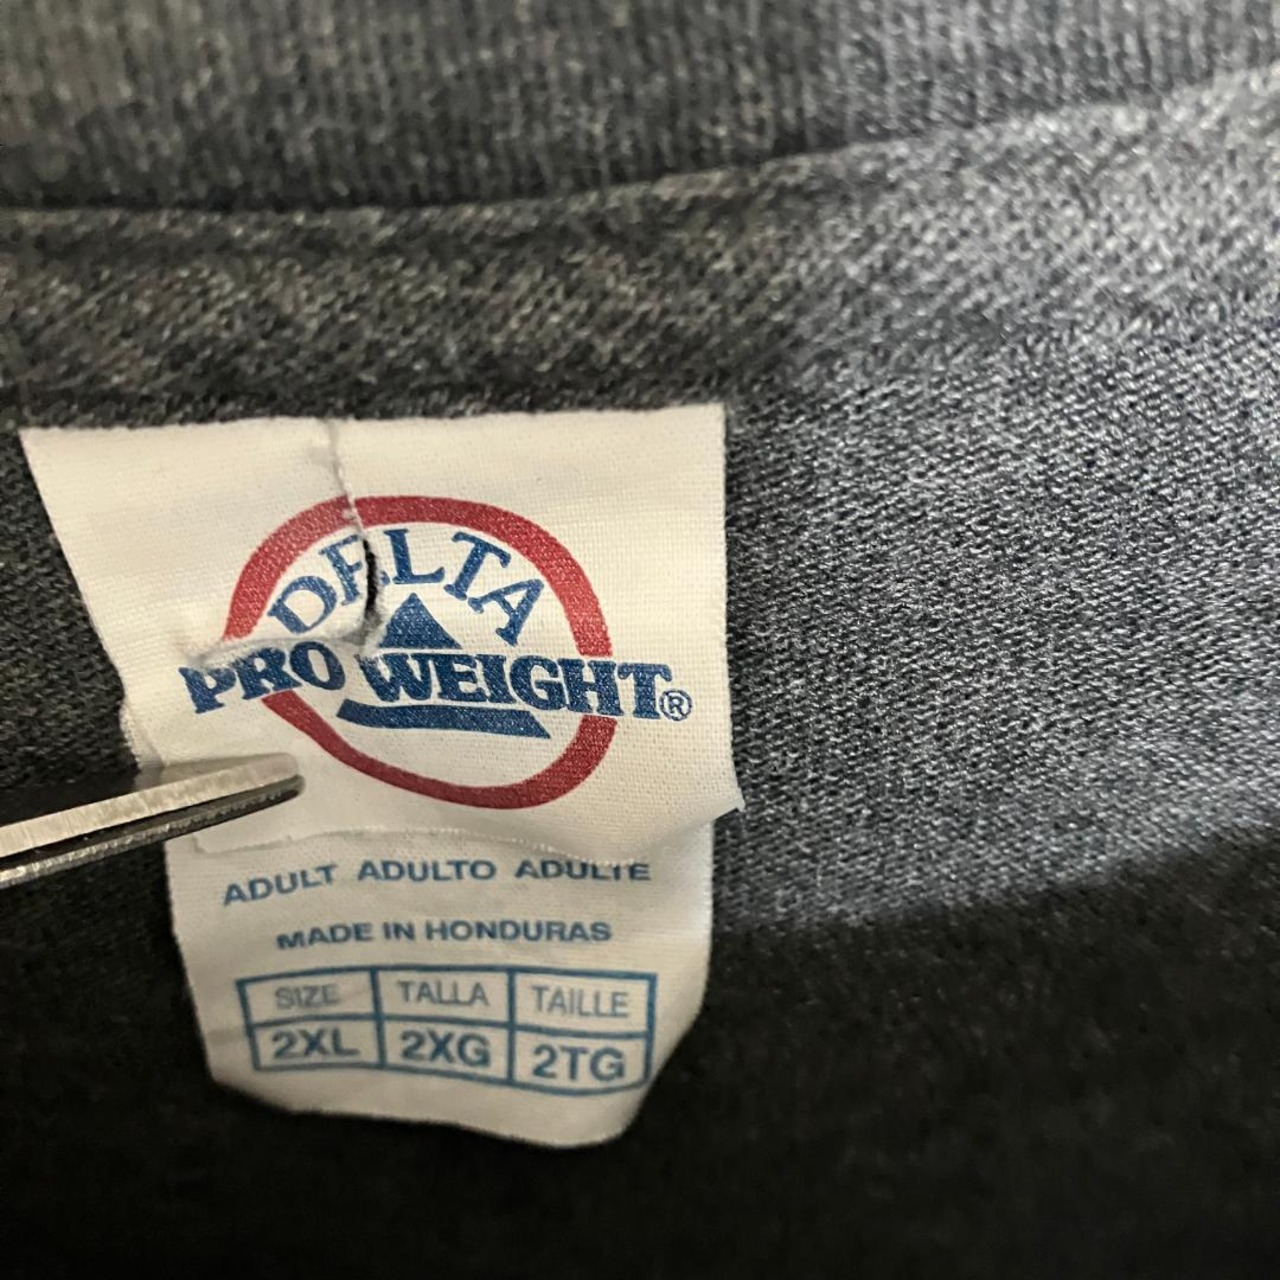 DELTA
PRO WEIGHT®
ADULT ADULTO ADULTE
MADE IN HONDURAS
SIZE TALLA TAILLE
2XL 2XG 2TG